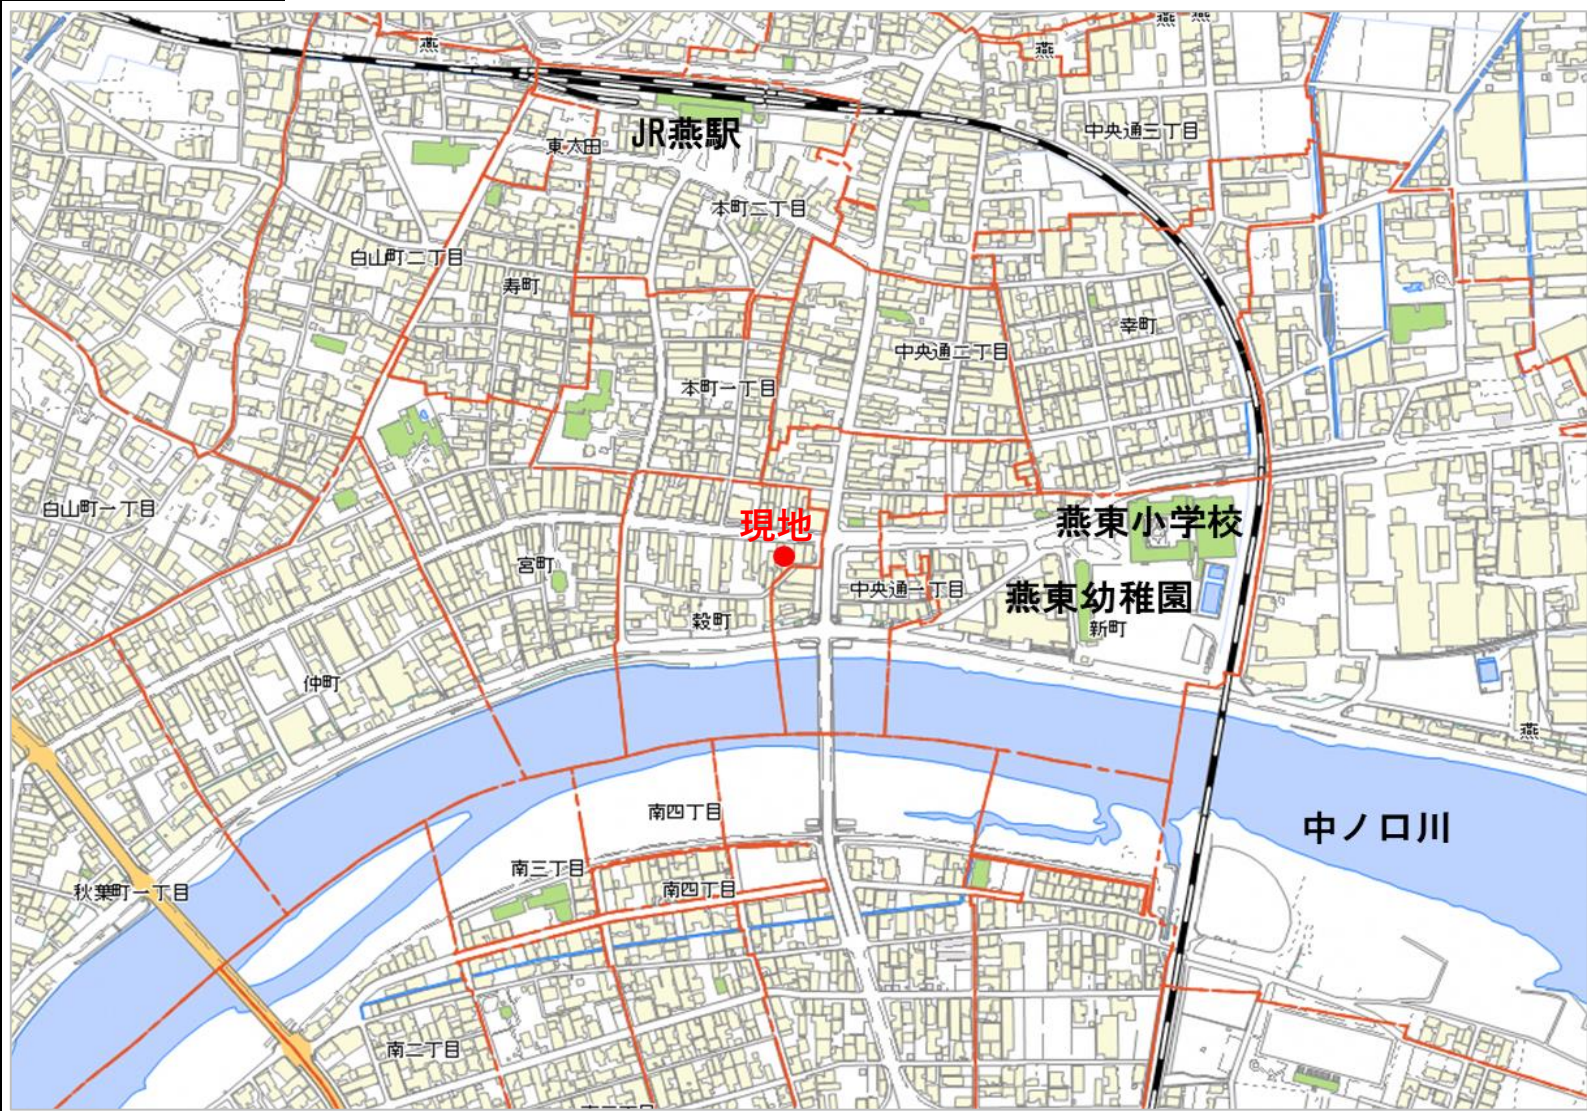 燕
燕
燕
燕
中央通三丁目
JR燕駅
東太田
本町二丁目
白山町二丁目
寿町
幸町
中央通二丁目
本町一丁目
白山町一丁目
現地
燕東小学校
宮町
中央通一丁目
燕東幼稚園
穀町
新町
仲町
燕
南四丁目
中ノ口川
南三丁目
南四丁目
秋葉町一丁目
南二丁目